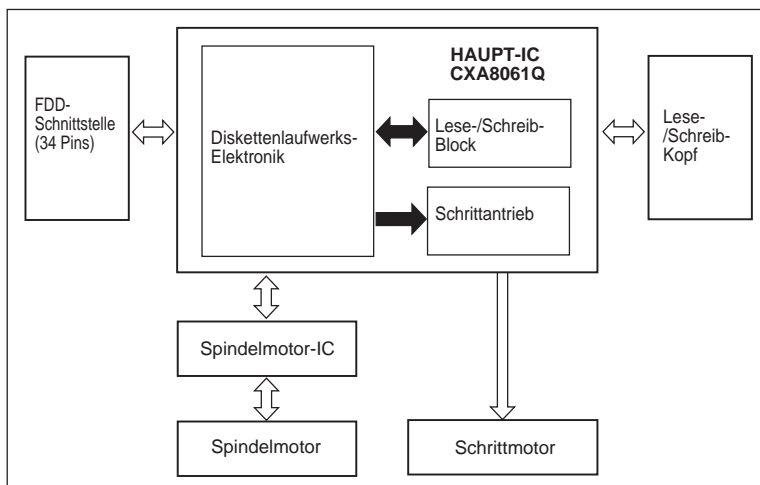 HAUPT-IC
CXA8061Q
FDD-
Schnittstelle
(34 Pins)
Diskettenlaufwerks-
Elektronik
Lese-/Schreib-
Block
Schrittantrieb
Lese-
/Schreib-
Kopf
Spindelmotor-IC
Spindelmotor
Schrittmotor